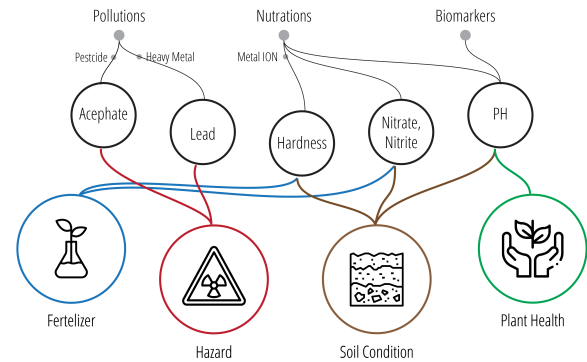 Pollutions
Nutrations
Biomarkers
Pestcide
Heavy Metal
Metal ION
Acephate
Lead
Hardness
Nitrate,
Nitrite
PH
Fertelizer
Hazard
Soil Condition
Plant Health